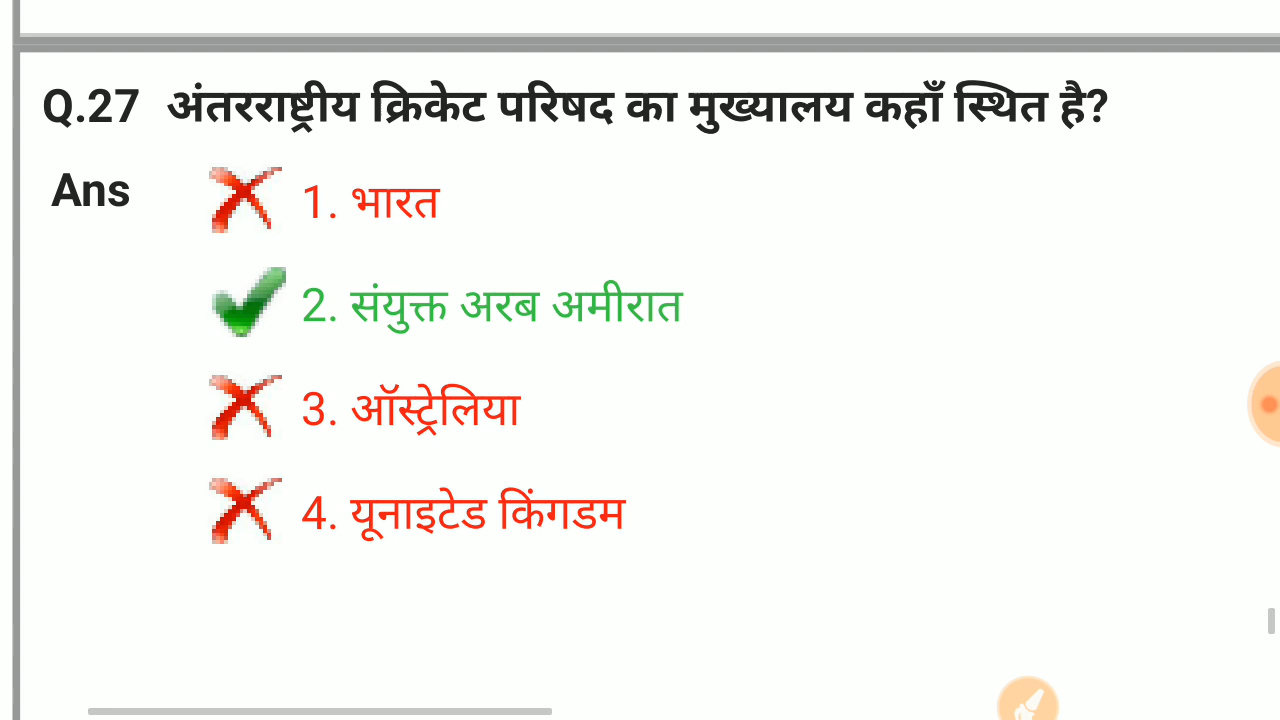 Q.27 अंतरराष्ट्रीय क्रिकेट परिषद का मुख्यालय कहाँ स्थित है?
Ans 1. भारत
2. संयुक्त अरब अमीरात
3. ऑस्ट्रेलिया
4. यूनाइटेड किंगडम